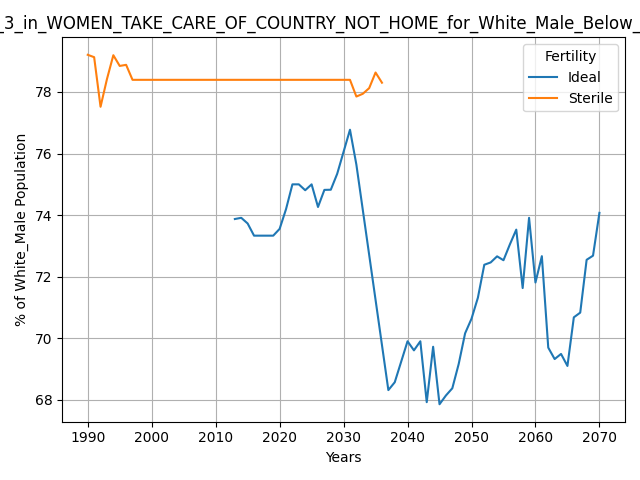 _3_in_WOMEN_TAKE_CARE_OF_COUNTRY_NOT_HOME_for_White_Male_Below_
Fertility
Ideal
Sterile
% of White_Male Population
78
76
74
72
70
68
1990 2000 2010 2020 2030 2040 2050 2060 2070
Years